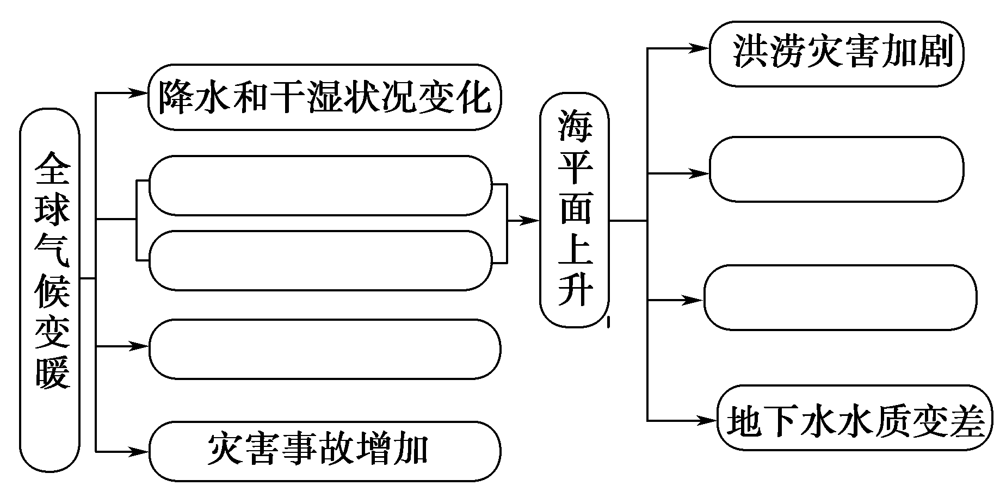 全球气候变暖
降水和干湿状况变化
灾害事故增加
海平面上升
洪涝灾害加剧
地下水水质变差